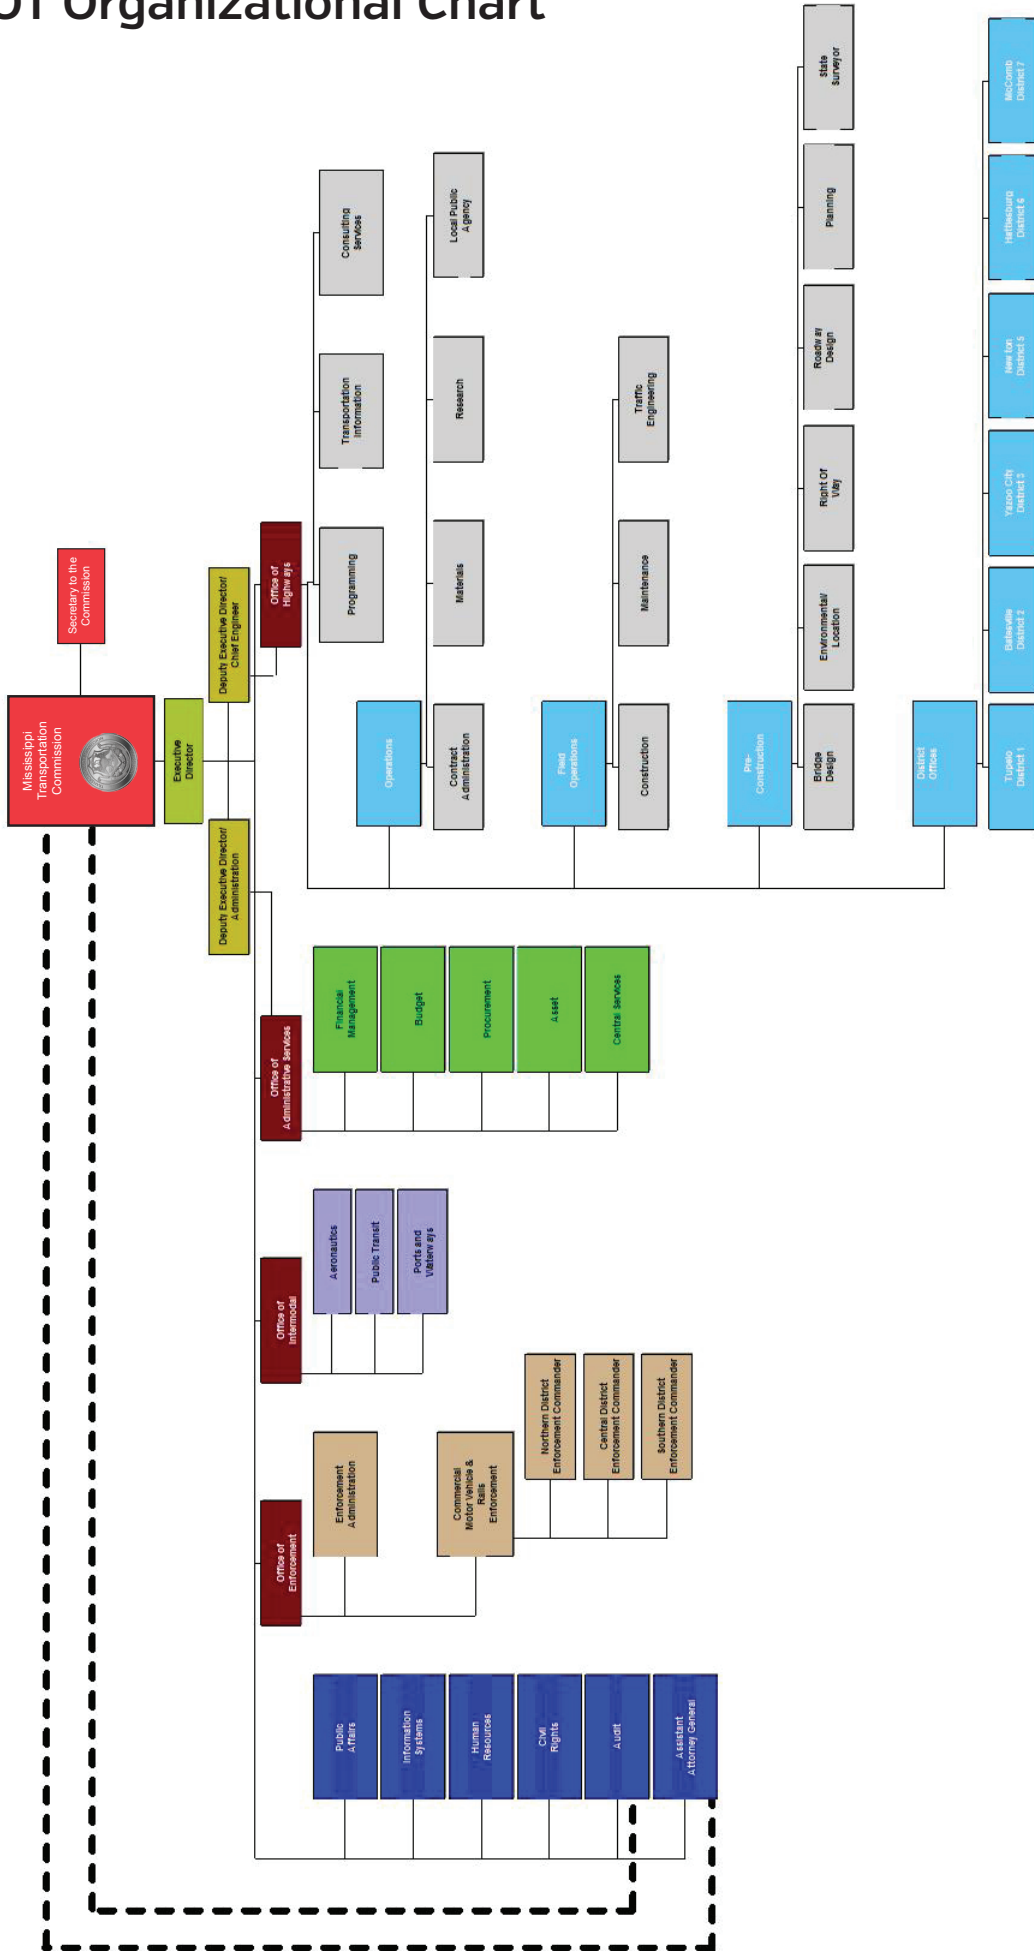 OT Organizational Chart
Mississippi
Transportation
Commission
Secretary to the
Commission
Executive
Director
Deputy Executive Director/
Administration
Deputy Executive Director/
Chief Engineer
Office of
Enforcement
Office of
Intermodal
Office of
Administrative Services
Office of
Highways
Public
Affairs
Information
Systems
Human
Resources
Civil
Rights
Audit
Assistant
Attorney General
Enforcement
Administration
Commercial
Motor Vehicle &
Rails
Enforcement
Northern District
Enforcement Commander
Central District
Enforcement Commander
Southern District
Enforcement Commander
Aeronautics
Public Transit
Ports and
Waterways
Financial
Management
Budget
Procurement
Asset
Central Services
Programming
Transportation
Information
Consulting
Services
Operations
Contract
Administration
Materials
Research
Local Public
Agency
Field
Operations
Construction
Maintenance
Traffic
Engineering
Pre-
Construction
Bridge
Design
Environmental/
Location
Right Of
Way
Roadway
Design
Planning
State
Surveyor
District
Offices
Tupelo
District 1
Batesville
District 2
Yazoo City
District 3
Newton
District 5
Hattiesburg
District 6
McComb
District 7